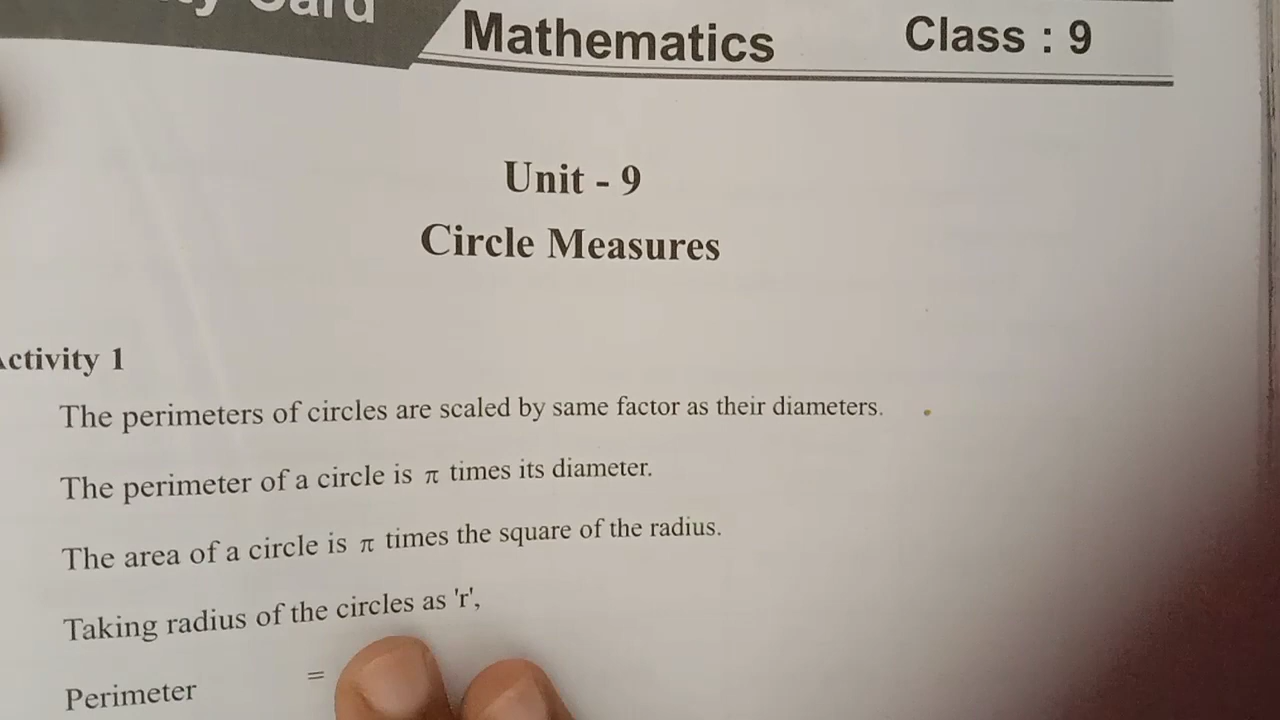 Card
Mathematics Class : 9
Unit - 9
Circle Measures
Activity 1
The perimeters of circles are scaled by same factor as their diameters.
The perimeter of a circle is π times its diameter.
The area of a circle is π times the square of the radius.
Taking radius of the circles as 'r',
Perimeter =